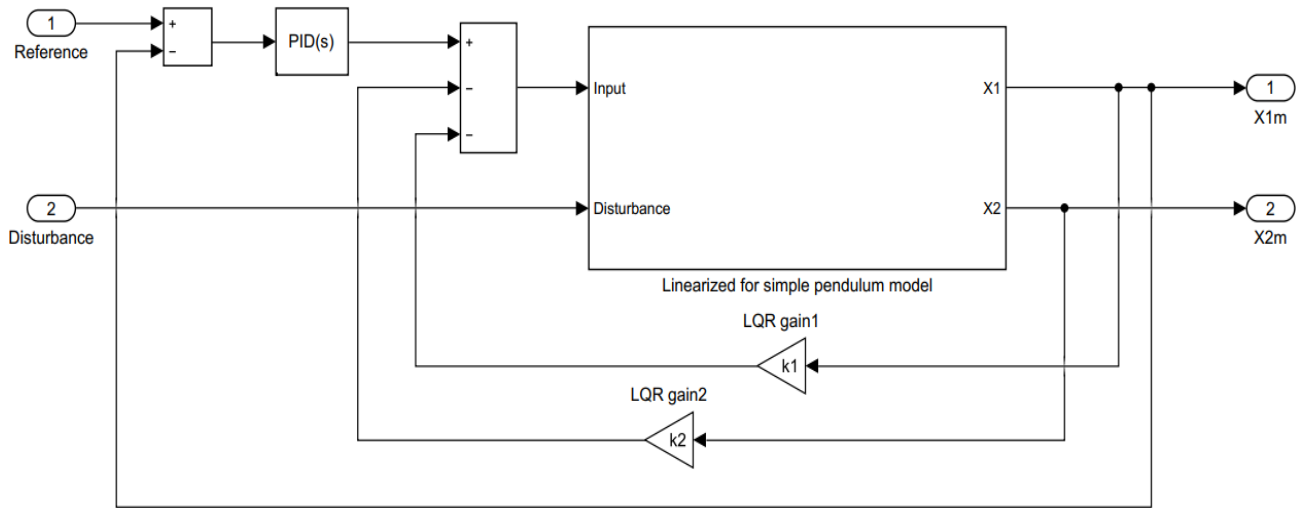 1
Reference
+
−
PID(s)
+
−
−
Input
X1
1
X1m
2
Disturbance
Disturbance
X2
2
X2m
Linearized for simple pendulum model
LQR gain1
k1
LQR gain2
k2